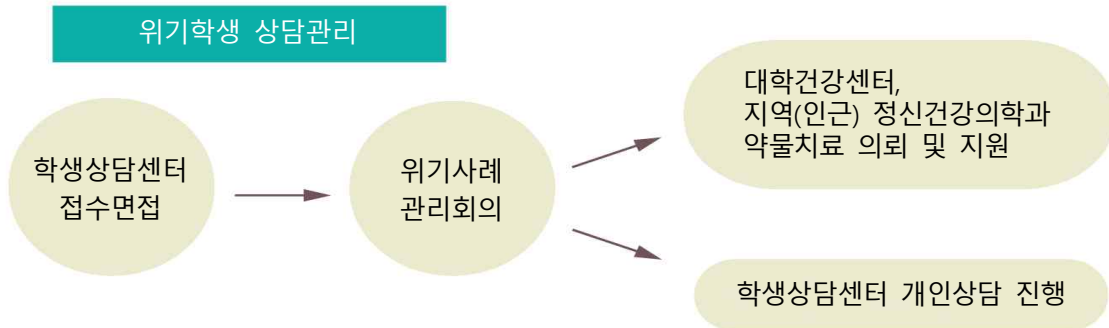 위기학생 상담관리
학생상담센터
접수면접
위기사례
관리회의
대학건강센터,
지역(인근) 정신건강의학과
약물치료 의뢰 및 지원
학생상담센터 개인상담 진행